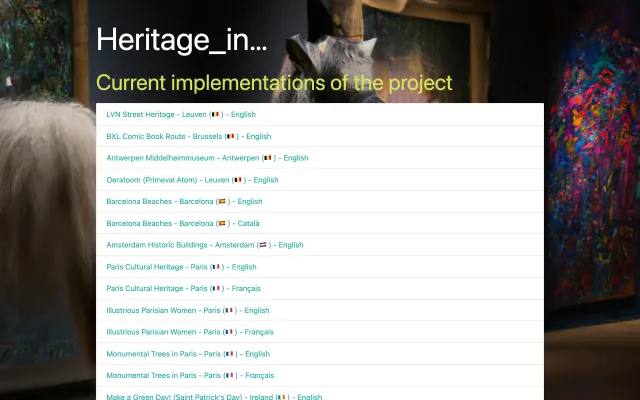 Heritage_in...
Current implementations of the project
LVN Street Heritage - Leuven (🇧🇪 ) - English
BXL Comic Book Route - Brussels (🇧🇪 ) - English
Antwerpen Middelheimmuseum - Antwerpen (🇧🇪 ) - English
Oeratoom (Primeval Atom) - Leuven (🇧🇪 ) - English
Barcelona Beaches - Barcelona (🇪🇸 ) - English
Barcelona Beaches - Barcelona (🇪🇸 ) - Català
Amsterdam Historic Buildings - Amsterdam (🇳🇱 ) - English
Paris Cultural Heritage - Paris (🇫🇷 ) - English
Paris Cultural Heritage - Paris (🇫🇷 ) - Français
Illustrious Parisian Women - Paris (🇫🇷 ) - English
Illustrious Parisian Women - Paris (🇫🇷 ) - Français
Monumental Trees in Paris - Paris (🇫🇷 ) - English
Monumental Trees in Paris - Paris (🇫🇷 ) - Français
Make a Green Day! (Saint Patrick's Day) - Ireland (🇮🇪 ) - English